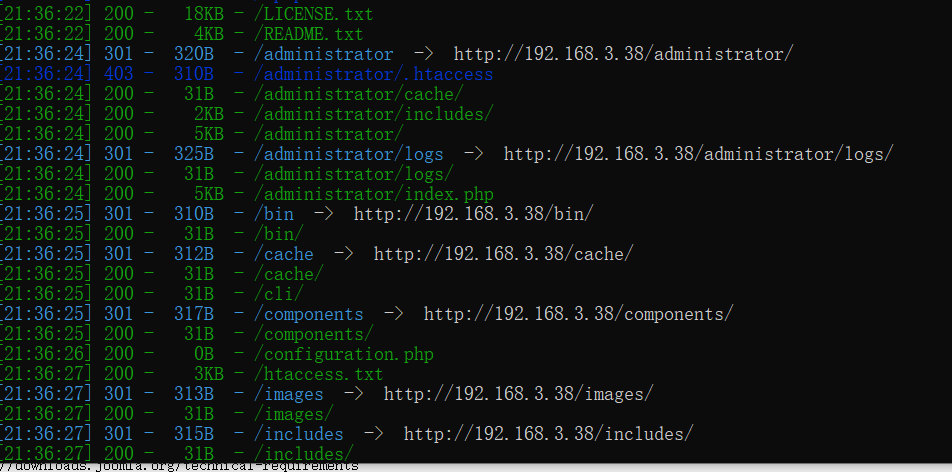 [21:36:22] 200 - 18KB - /LICENSE.txt
[21:36:22] 200 - 4KB - /README.txt
[21:36:24] 301 - 320B - /administrator -> http://192.168.3.38/administrator/
[21:36:24] 403 - 310B - /administrator/.htaccess
[21:36:24] 200 - 31B - /administrator/cache/
[21:36:24] 200 - 2KB - /administrator/includes/
[21:36:24] 200 - 5KB - /administrator/
[21:36:24] 301 - 325B - /administrator/logs -> http://192.168.3.38/administrator/logs/
[21:36:24] 200 - 31B - /administrator/logs/
[21:36:24] 200 - 5KB - /administrator/index.php
[21:36:25] 301 - 310B - /bin -> http://192.168.3.38/bin/
[21:36:25] 200 - 31B - /bin/
[21:36:25] 301 - 312B - /cache -> http://192.168.3.38/cache/
[21:36:25] 200 - 31B - /cache/
[21:36:25] 200 - 31B - /cli/
[21:36:25] 301 - 317B - /components -> http://192.168.3.38/components/
[21:36:25] 200 - 31B - /components/
[21:36:26] 200 - 0B - /configuration.php
[21:36:27] 200 - 3KB - /htaccess.txt
[21:36:27] 301 - 313B - /images -> http://192.168.3.38/images/
[21:36:27] 200 - 31B - /images/
[21:36:27] 301 - 315B - /includes -> http://192.168.3.38/includes/
[21:36:27] 200 - 31B - /includes/
//downloads.joomla.org/technical-requirements